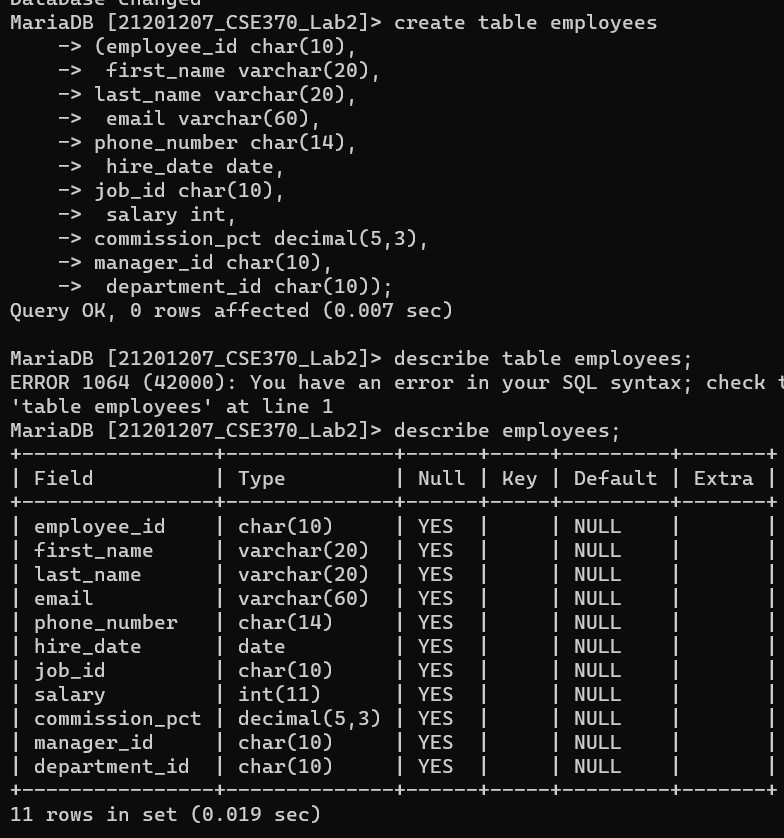 Database changed
MariaDB [21201207_CSE370_Lab2]> create table employees
    -> (employee_id char(10),
    ->  first_name varchar(20),
    -> last_name varchar(20),
    ->  email varchar(60),
    -> phone_number char(14),
    ->  hire_date date,
    -> job_id char(10),
    ->  salary int,
    -> commission_pct decimal(5,3),
    -> manager_id char(10),
    ->  department_id char(10));
Query OK, 0 rows affected (0.007 sec)

MariaDB [21201207_CSE370_Lab2]> describe table employees;
ERROR 1064 (42000): You have an error in your SQL syntax; check
'table employees' at line 1
MariaDB [21201207_CSE370_Lab2]> describe employees;
+----------------+--------------+------+-----+---------+-------+
| Field          | Type         | Null | Key | Default | Extra |
+----------------+--------------+------+-----+---------+-------+
| employee_id    | char(10)     | YES  |     | NULL    |       |
| first_name     | varchar(20)  | YES  |     | NULL    |       |
| last_name      | varchar(20)  | YES  |     | NULL    |       |
| email          | varchar(60)  | YES  |     | NULL    |       |
| phone_number   | char(14)     | YES  |     | NULL    |       |
| hire_date      | date         | YES  |     | NULL    |       |
| job_id         | char(10)     | YES  |     | NULL    |       |
| salary         | int(11)      | YES  |     | NULL    |       |
| commission_pct | decimal(5,3) | YES  |     | NULL    |       |
| manager_id     | char(10)     | YES  |     | NULL    |       |
| department_id  | char(10)     | YES  |     | NULL    |       |
+----------------+--------------+------+-----+---------+-------+
11 rows in set (0.019 sec)